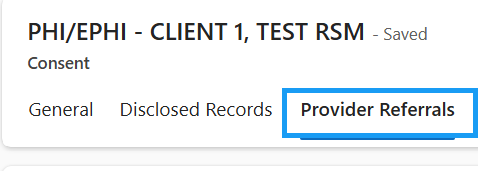 PHI/EPHI - CLIENT 1, TEST RSM - Saved
Consent
General Disclosed Records Provider Referrals